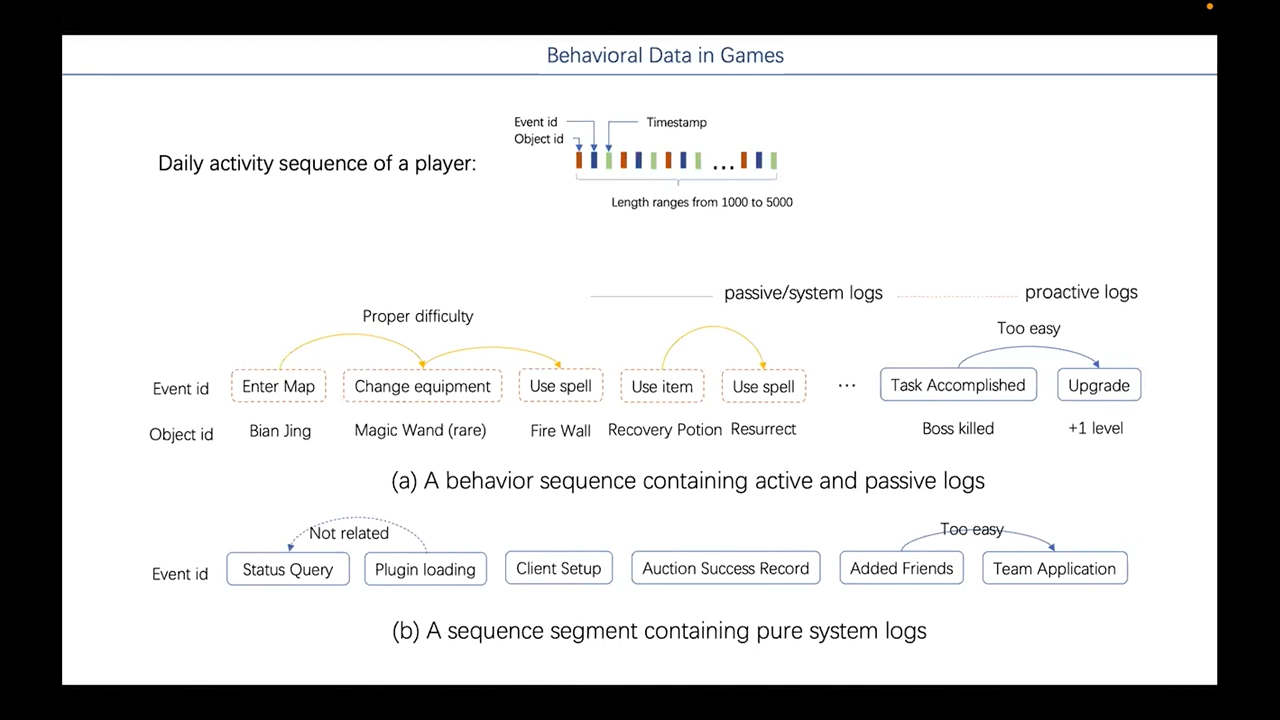 Behavioral Data in Games
Event id
Timestamp
Object id
Daily activity sequence of a player:
...
Length ranges from 1000 to 5000
passive/system logs
proactive logs
Proper difficulty
Too easy
Event id
Enter Map
Change equipment
Use spell
Use item
Use spell
...
Task Accomplished
Upgrade
Object id
Bian Jing
Magic Wand (rare)
Fire Wall
Recovery Potion
Resurrect
Boss killed
+1 level
(a) A behavior sequence containing active and passive logs
Not related
Too easy
Event id
Status Query
Plugin loading
Client Setup
Auction Success Record
Added Friends
Team Application
(b) A sequence segment containing pure system logs